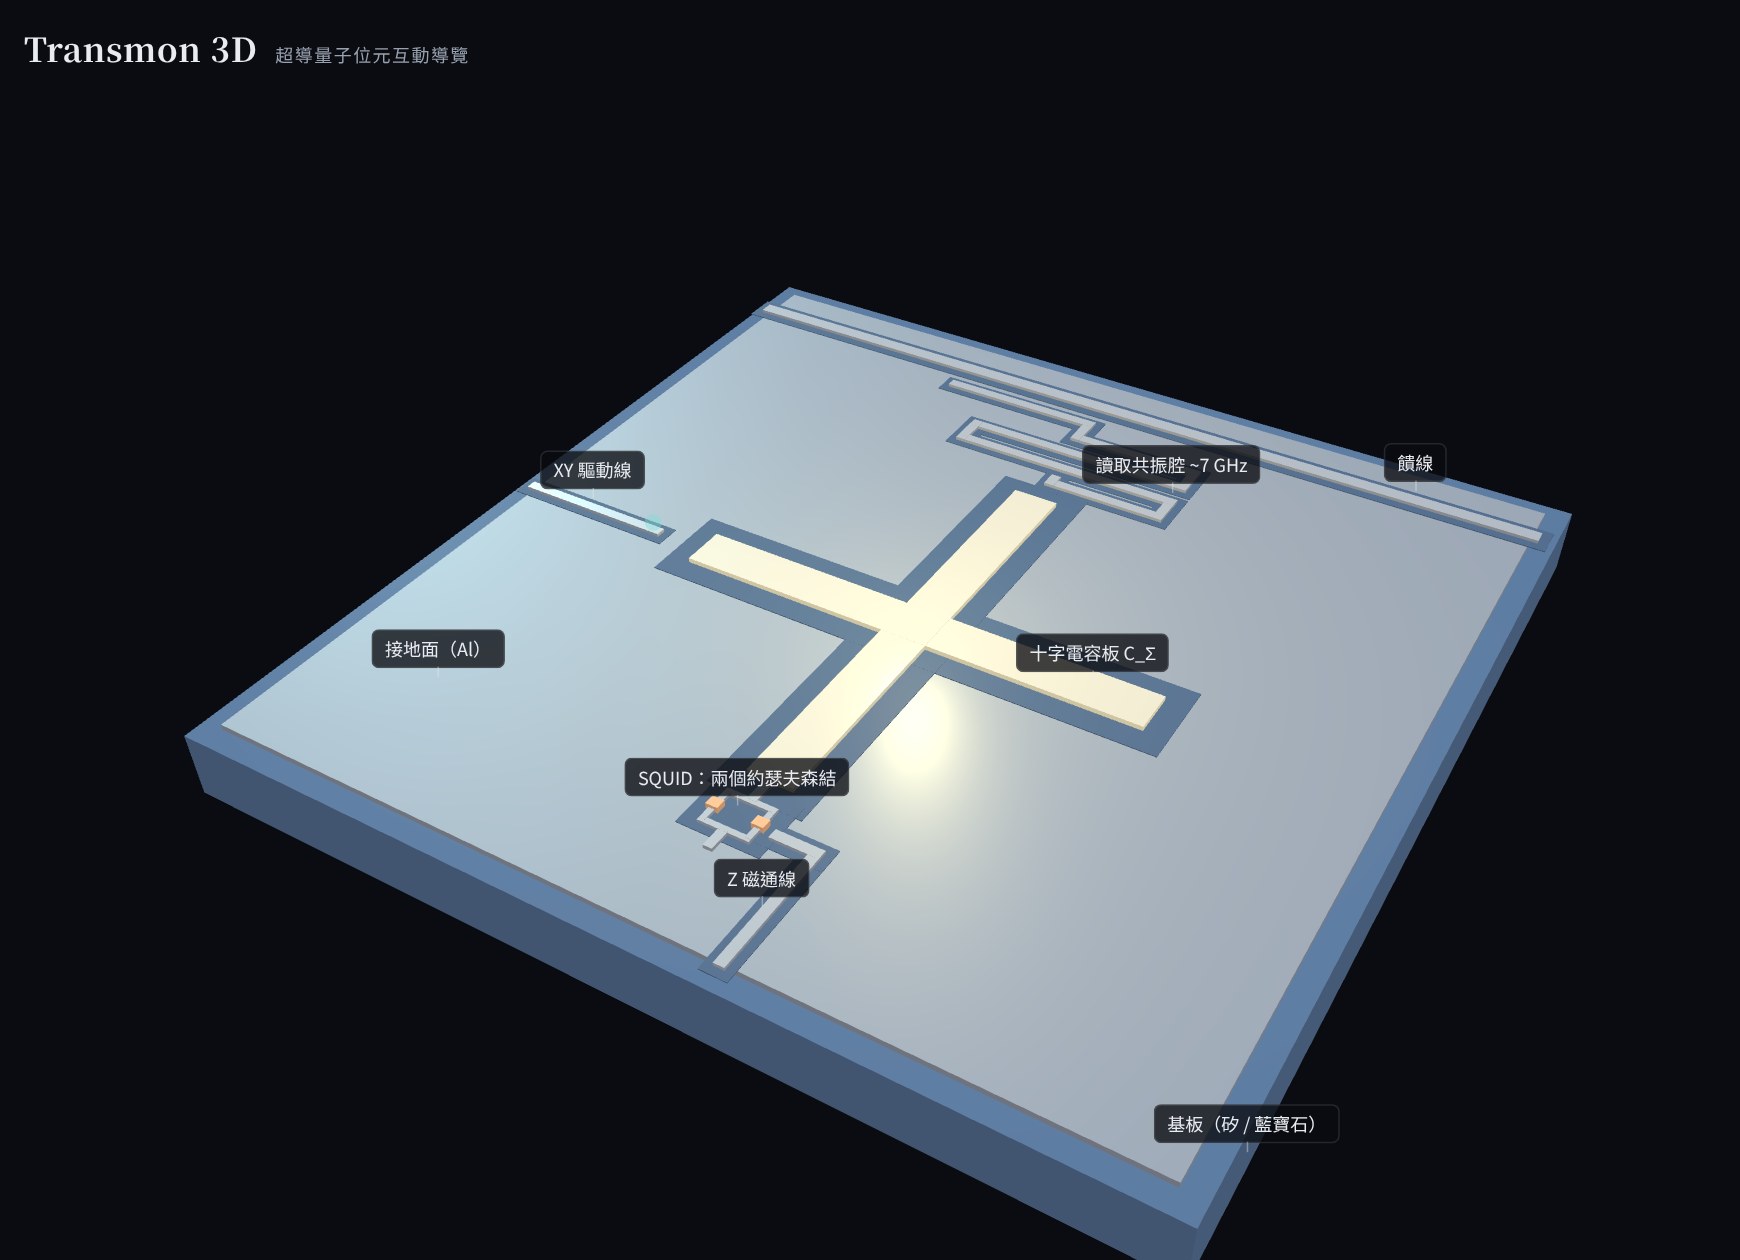 Transmon 3D 超導量子位元互動導覽
XY 驅動線
讀取共振腔 ~7 GHz
饋線
接地面（Al）
十字電容板 C_Σ
SQUID：兩個約瑟夫森結
Z 磁通線
基板（矽 / 藍寶石）